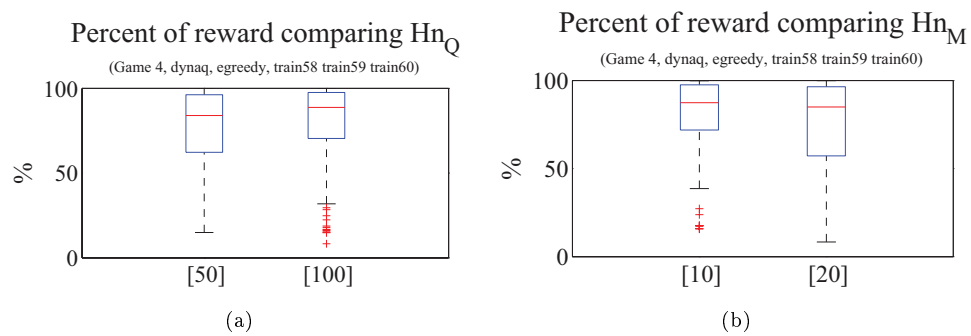 Percent of reward comparing Hn_Q
(Game 4, dynaq, egreedy, train58 train59 train60)
100
50
0
%
[50] [100]
(a)
Percent of reward comparing Hn_M
(Game 4, dynaq, egreedy, train58 train59 train60)
100
50
0
%
[10] [20]
(b)